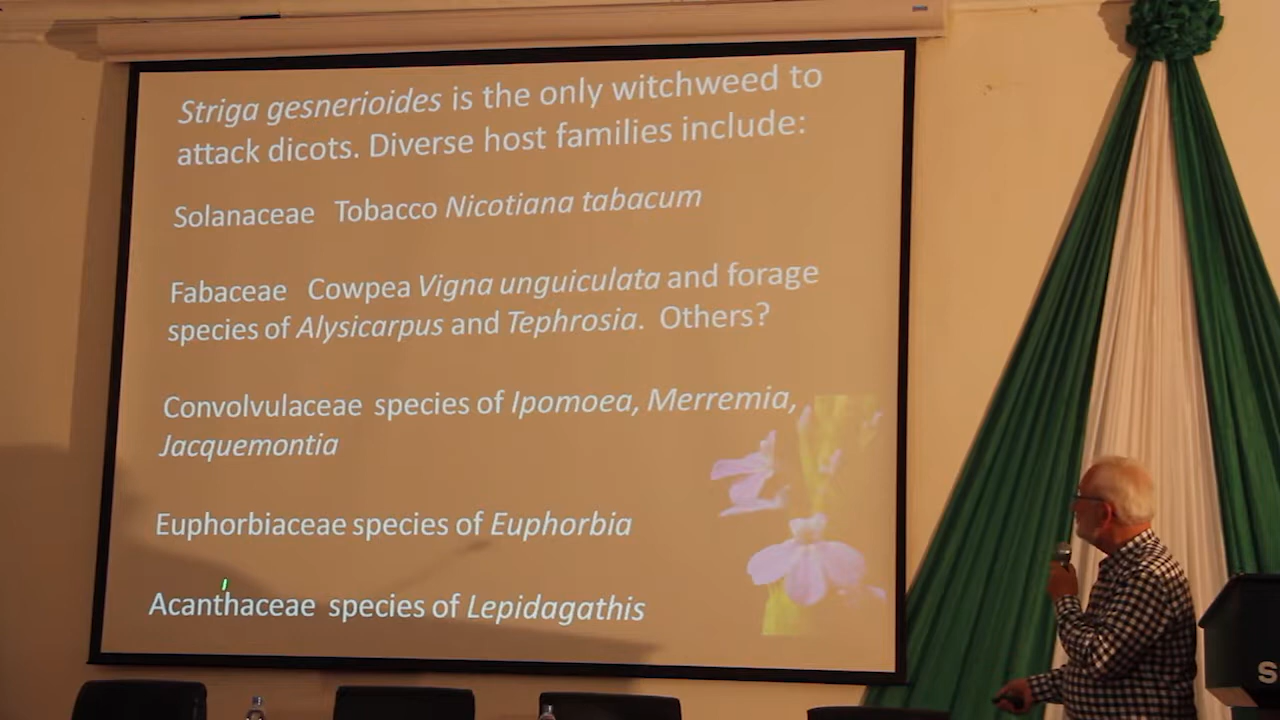 Striga gesnerioides is the only witchweed to
attack dicots. Diverse host families include:
Solanaceae Tobacco Nicotiana tabacum
Fabaceae Cowpea Vigna unguiculata and forage
species of Alysicarpus and Tephrosia. Others?
Convolvulaceae species of Ipomoea, Merremia,
Jacquemontia
Euphorbiaceae species of Euphorbia
Acanthaceae species of Lepidagathis
S